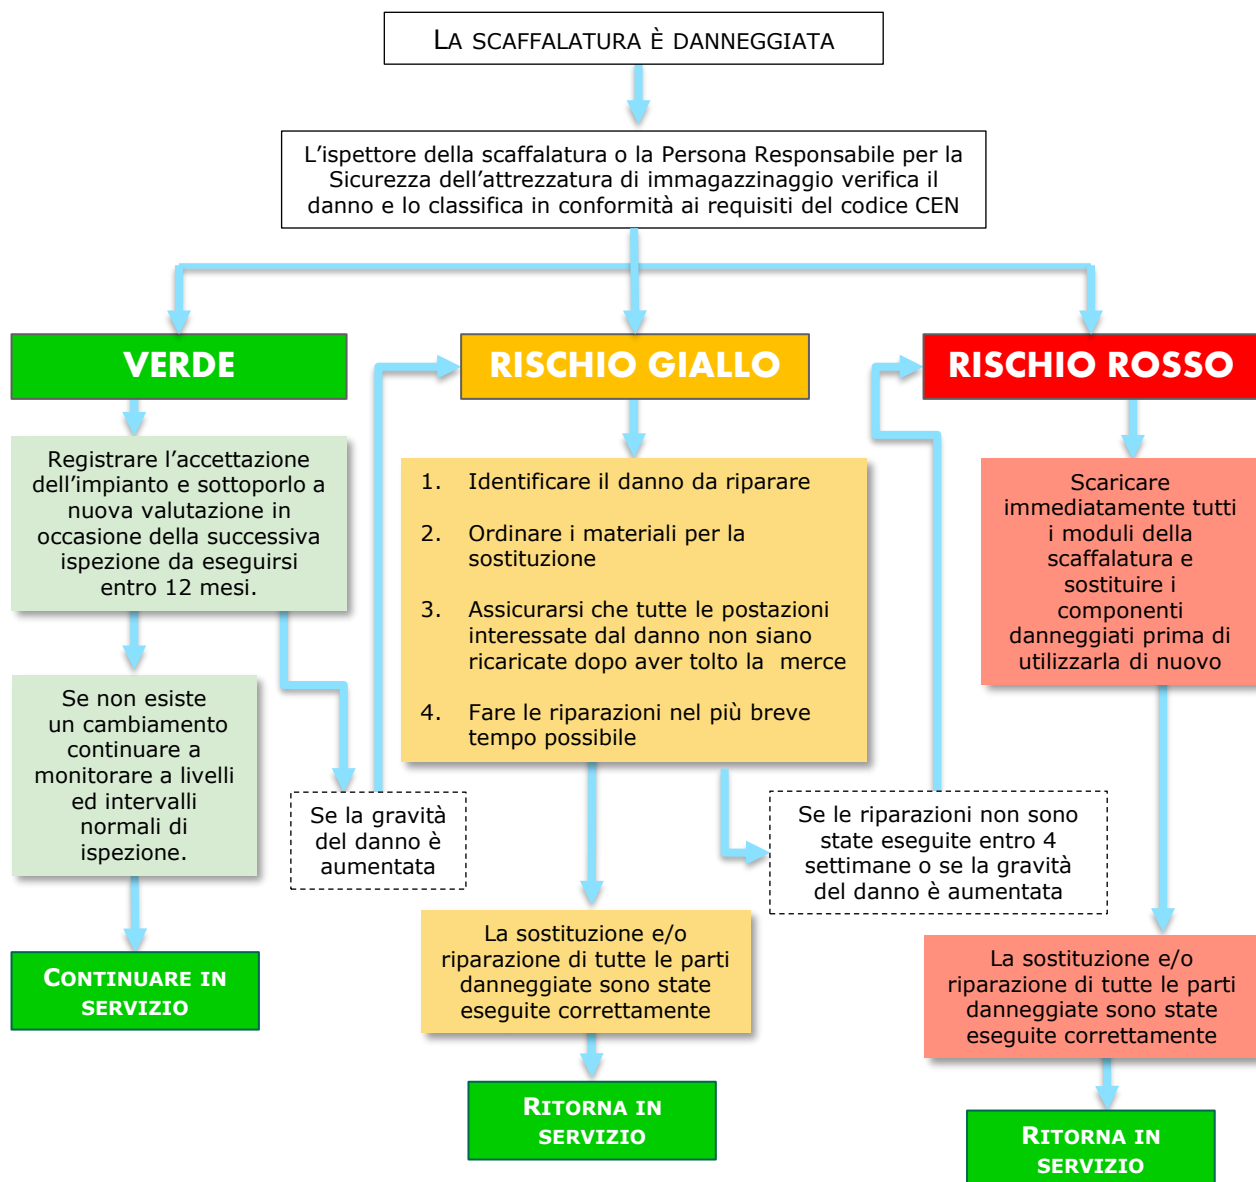 LA SCAFFALATURA È DANNEGGIATA
L'ispettore della scaffalatura o la Persona Responsabile per la
Sicurezza dell'attrezzatura di immagazzinaggio verifica il
danno e lo classifica in conformità ai requisiti del codice CEN
VERDE
RISCHIO GIALLO
RISCHIO ROSSO
Registrare l'accettazione
dell'impianto e sottoporlo a
nuova valutazione in
occasione della successiva
ispezione da eseguirsi
entro 12 mesi.
Se non esiste
un cambiamento
continuare a
monitorare a livelli
ed intervalli
normali di
ispezione.
CONTINUARE IN
SERVIZIO
Se la gravità
del danno è
aumentata
1. Identificare il danno da riparare
2. Ordinare i materiali per la
sostituzione
3. Assicurarsi che tutte le postazioni
interessate dal danno non siano
ricaricate dopo aver tolto la merce
4. Fare le riparazioni nel più breve
tempo possibile
Se le riparazioni non sono
state eseguite entro 4
settimane o se la gravità
del danno è aumentata
La sostituzione e/o
riparazione di tutte le parti
danneggiate sono state
eseguite correttamente
RITORNA IN
SERVIZIO
Scaricare
immediatamente tutti
i moduli della
scaffalatura e
sostituire i
componenti
danneggiati prima di
utilizzarla di nuovo
La sostituzione e/o
riparazione di tutte le parti
danneggiate sono state
eseguite correttamente
RITORNA IN
SERVIZIO